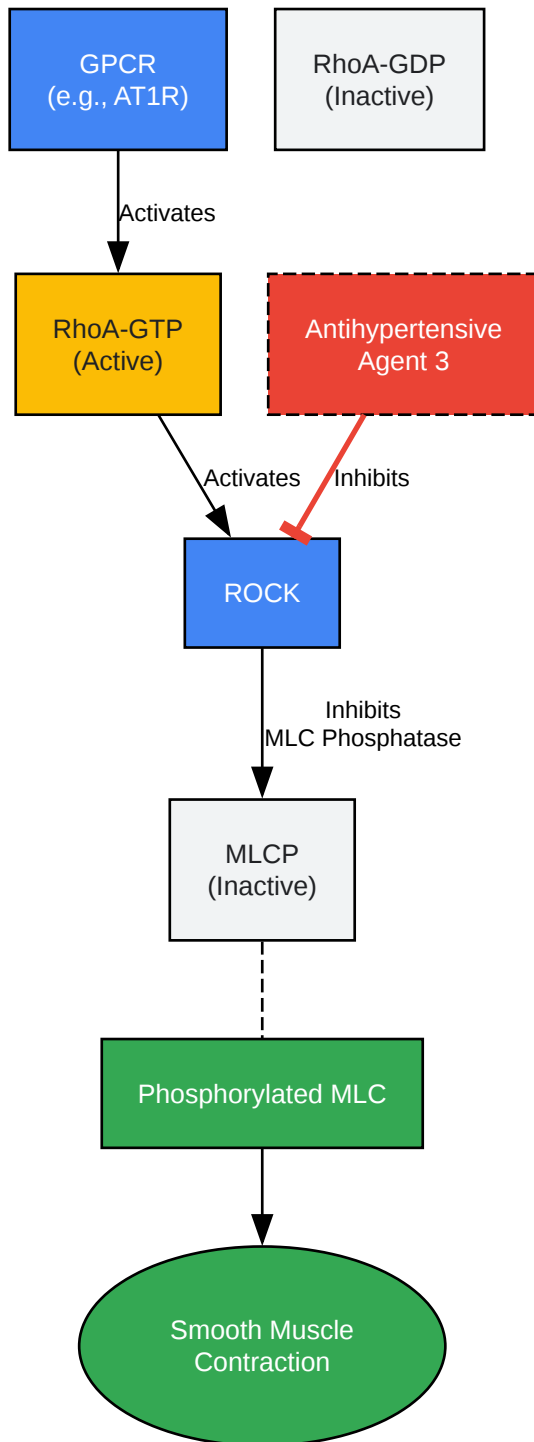 GPCR
(e.g., AT1R)
RhoA-GDP
(Inactive)
Activates
RhoA-GTP
(Active)
Antihypertensive
Agent 3
Activates
Inhibits
ROCK
Inhibits
MLC Phosphatase
MLCP
(Inactive)
Phosphorylated MLC
Smooth Muscle
Contraction